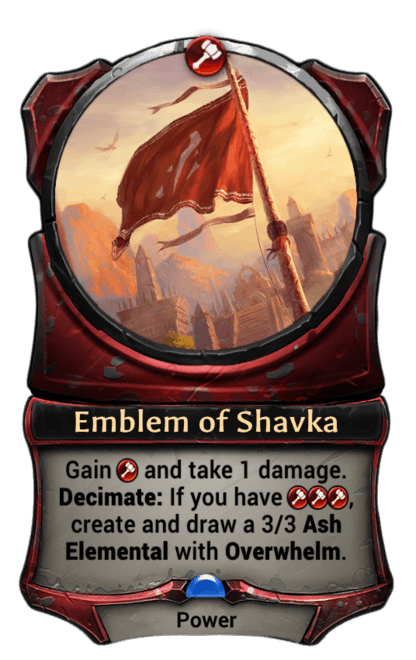 Emblem of Shavka
Gain and take 1 damage.
Decimate: If you have ,
create and draw a 3/3 Ash
Elemental with Overwhelm.
Power